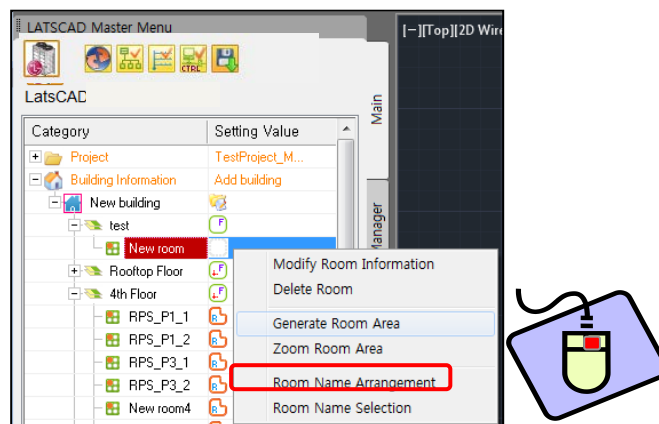 LATSCAD Master Menu
[−][Top][2D Wire
CTRL
LatsCAD
Main
Category Setting Value
Project TestProject_M...
Building Information Add building
New building
Manager
test F
New room
Rooftop Floor F
4th Floor F
RPS_P1_1 R
RPS_P1_2 R
RPS_P3_1 R
RPS_P3_2 R
New room4 R
Modify Room Information
Delete Room
Generate Room Area
Zoom Room Area
Room Name Arrangement
Room Name Selection